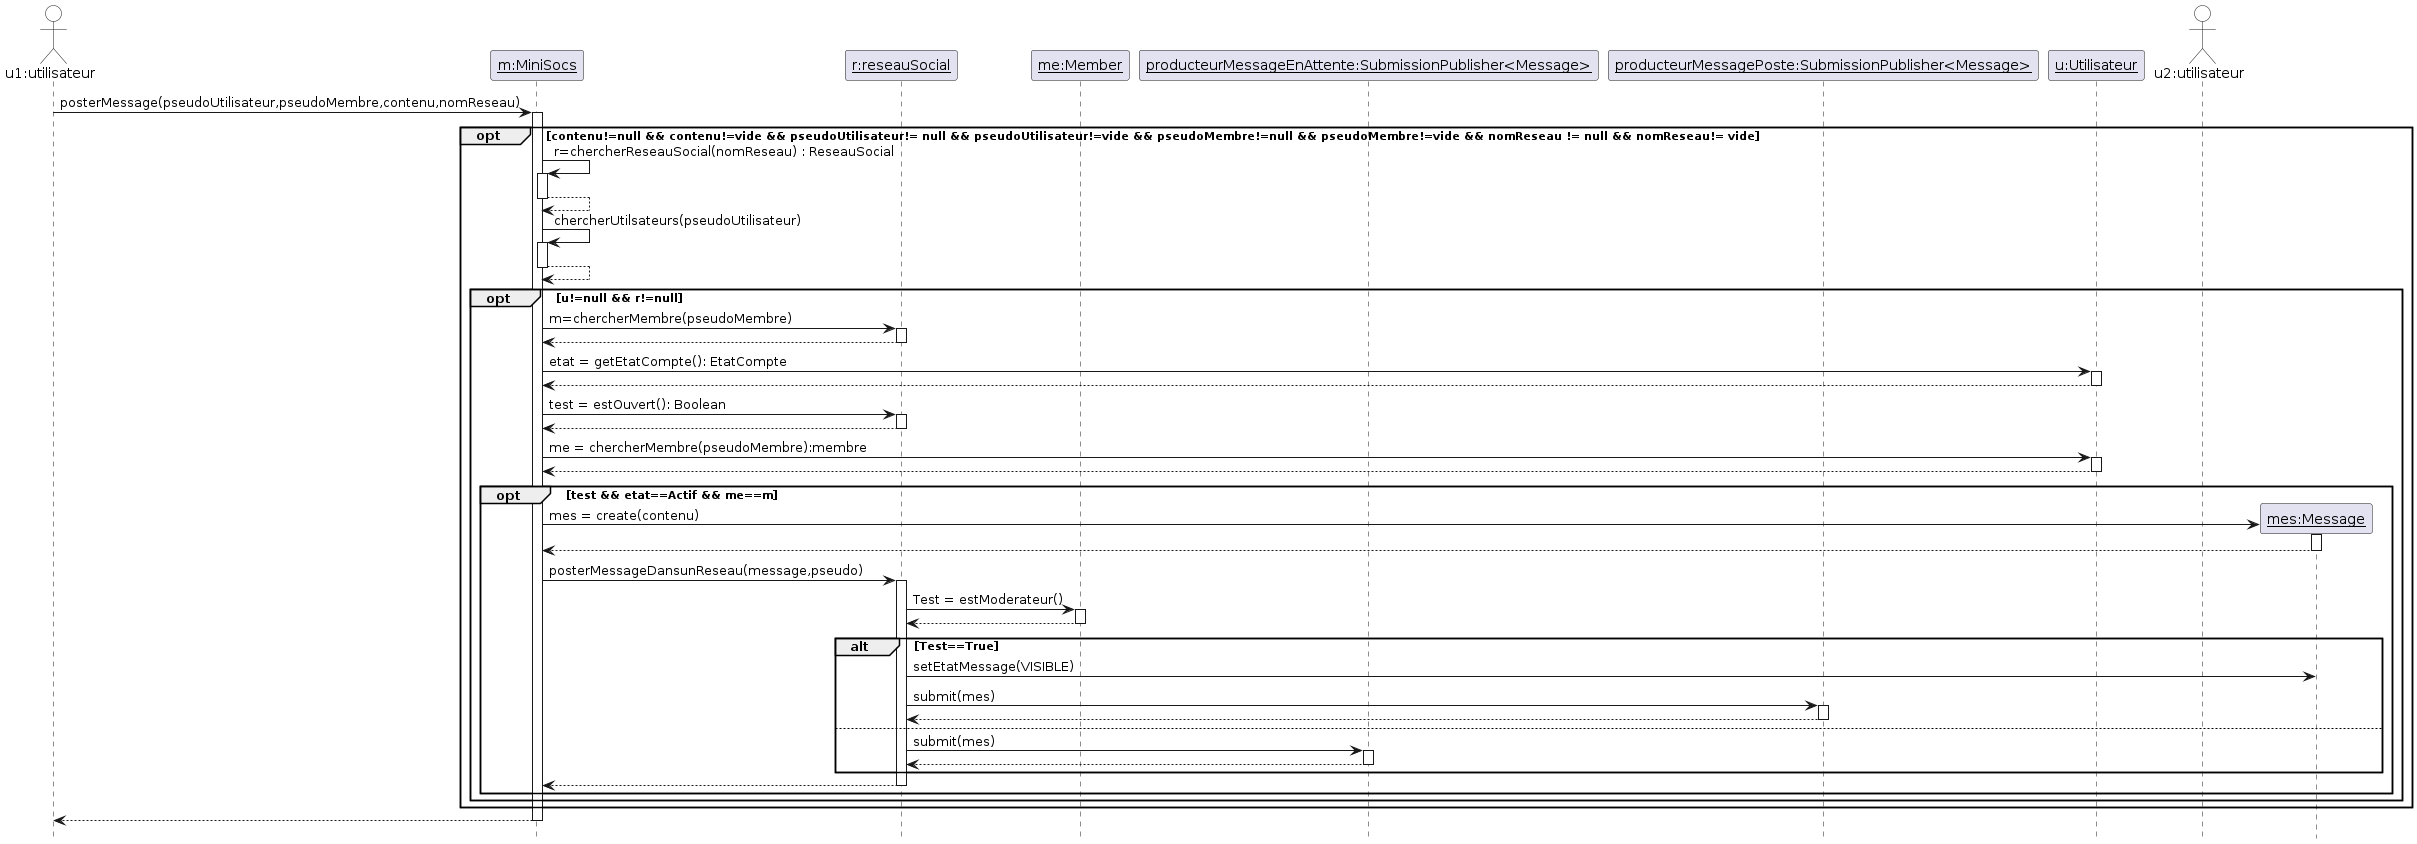 u1:utilisateur
m:MiniSocs
r:reseauSocial
me:Member
producteurMessageEnAttente:SubmissionPublisher<Message>
producteurMessagePoste:SubmissionPublisher<Message>
u:Utilisateur
u2:utilisateur
posterMessage(pseudoUtilisateur,pseudoMembre,contenu,nomReseau)
opt [contenu!=null && contenu!=vide && pseudoUtilisateur!= null && pseudoUtilisateur!=vide && pseudoMembre!=null && pseudoMembre!=vide && nomReseau != null && nomReseau!= vide]
r=chercherReseauSocial(nomReseau) : ReseauSocial
chercherUtilsateurs(pseudoUtilisateur)
opt [u!=null && r!=null]
m=chercherMembre(pseudoMembre)
etat = getEtatCompte(): EtatCompte
test = estOuvert(): Boolean
me = chercherMembre(pseudoMembre):membre
opt [test && etat==Actif && me==m]
mes = create(contenu)
mes:Message
posterMessageDansunReseau(message,pseudo)
Test = estModerateur()
alt [Test==True]
setEtatMessage(VISIBLE)
submit(mes)
submit(mes)